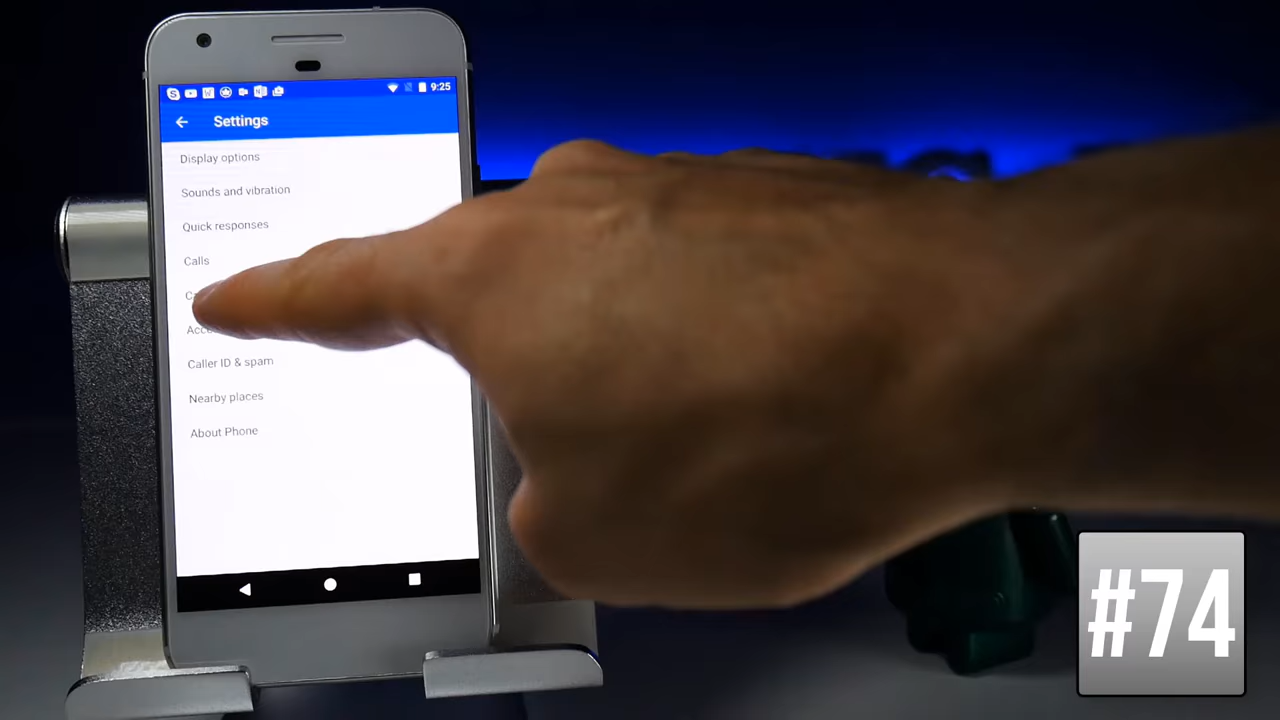 9:25
Settings
Display options
Sounds and vibration
Quick responses
Calls
Caller ID & spam
Nearby places
About Phone
#74